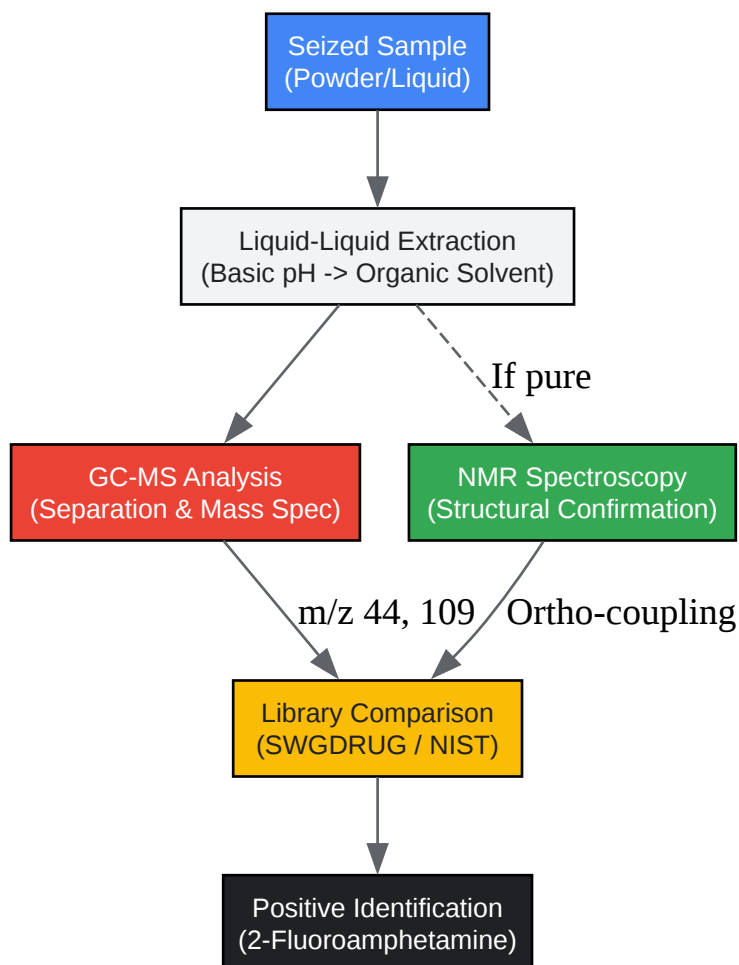 Seized Sample
(Powder/Liquid)
Liquid-Liquid Extraction
(Basic pH -> Organic Solvent)
If pure
GC-MS Analysis
(Separation & Mass Spec)
NMR Spectroscopy
(Structural Confirmation)
m/z 44, 109
Ortho-coupling
Library Comparison
(SWGDRUG / NIST)
Positive Identification
(2-Fluoroamphetamine)